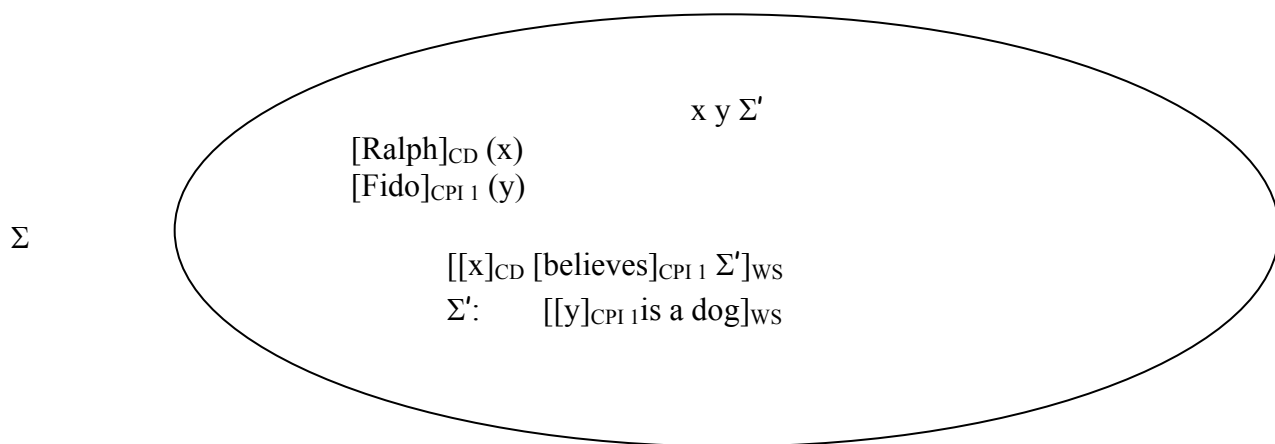 x y Σ′
[Ralph]CD (x)
[Fido]CPI 1 (y)
Σ
[[x]CD [believes]CPI 1 Σ′]WS
Σ′: [[y]CPI 1is a dog]WS